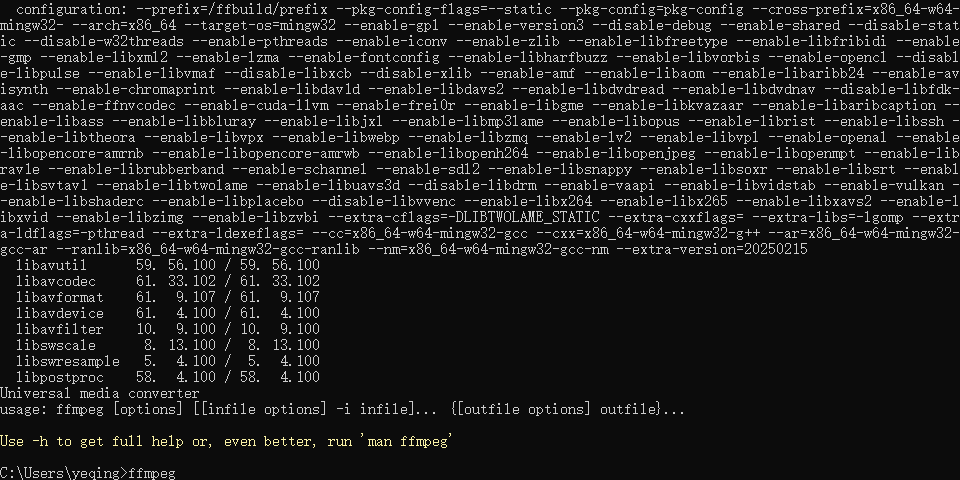 configuration: --prefix=/ffbuild/prefix --pkg-config-flags=--static --pkg-config=pkg-config --cross-prefix=x86_64-w64-
mingw32- --arch=x86_64 --target-os=mingw32 --enable-gpl --enable-version3 --disable-debug --enable-shared --disable-stat
ic --disable-w32threads --enable-pthreads --enable-iconv --enable-zlib --enable-libfreetype --enable-libfribidi --enable
-gmp --enable-libxml2 --enable-lzma --enable-fontconfig --enable-libharfbuzz --enable-libvorbis --enable-opencl --disabl
e-libpulse --enable-libvmaf --disable-libxcb --disable-xlib --enable-amf --enable-libaom --enable-libaribb24 --enable-av
isynth --enable-chromaprint --enable-libdav1d --enable-libdavs2 --enable-libdvdread --enable-libdvdnav --disable-libfdk-
aac --enable-ffnvcodec --enable-cuda-llvm --enable-frei0r --enable-libgme --enable-libkvazaar --enable-libaribcaption --
enable-libass --enable-libbluray --enable-libjxl --enable-libmp3lame --enable-libopus --enable-librist --enable-libssh -
-enable-libtheora --enable-libvpx --enable-libwebp --enable-libzmq --enable-lv2 --enable-libvpl --enable-openal --enable
-libopencore-amrnb --enable-libopencore-amrwb --enable-libopenh264 --enable-libopenjpeg --enable-libopenmpt --enable-lib
rav1e --enable-librubberband --enable-schannel --enable-sdl2 --enable-libsnappy --enable-libsoxr --enable-libsrt --enabl
e-libsvtav1 --enable-libtwolame --enable-libuavs3d --disable-libdrm --enable-vaapi --enable-libvidstab --enable-vulkan -
-enable-libshaderc --enable-libplacebo --disable-libvvenc --enable-libx264 --enable-libx265 --enable-libxavs2 --enable-l
ibxvid --enable-libzimg --enable-libzvbi --extra-cflags=-DLIBTWOLAME_STATIC --extra-cxxflags= --extra-libs=-lgomp --extr
a-ldflags=-pthread --extra-ldexeflags= --cc=x86_64-w64-mingw32-gcc --cxx=x86_64-w64-mingw32-g++ --ar=x86_64-w64-mingw32-
gcc-ar --ranlib=x86_64-w64-mingw32-gcc-ranlib --nm=x86_64-w64-mingw32-gcc-nm --extra-version=20250215
  libavutil      59. 56.100 / 59. 56.100
  libavcodec     61. 33.102 / 61. 33.102
  libavformat    61.  9.107 / 61.  9.107
  libavdevice    61.  4.100 / 61.  4.100
  libavfilter    10.  9.100 / 10.  9.100
  libswscale      8. 13.100 /  8. 13.100
  libswresample   5.  4.100 /  5.  4.100
  libpostproc    58.  4.100 / 58.  4.100
Universal media converter
usage: ffmpeg [options] [[infile options] -i infile]... {[outfile options] outfile}...

Use -h to get full help or, even better, run 'man ffmpeg'

C:\Users\yeqing>ffmpeg